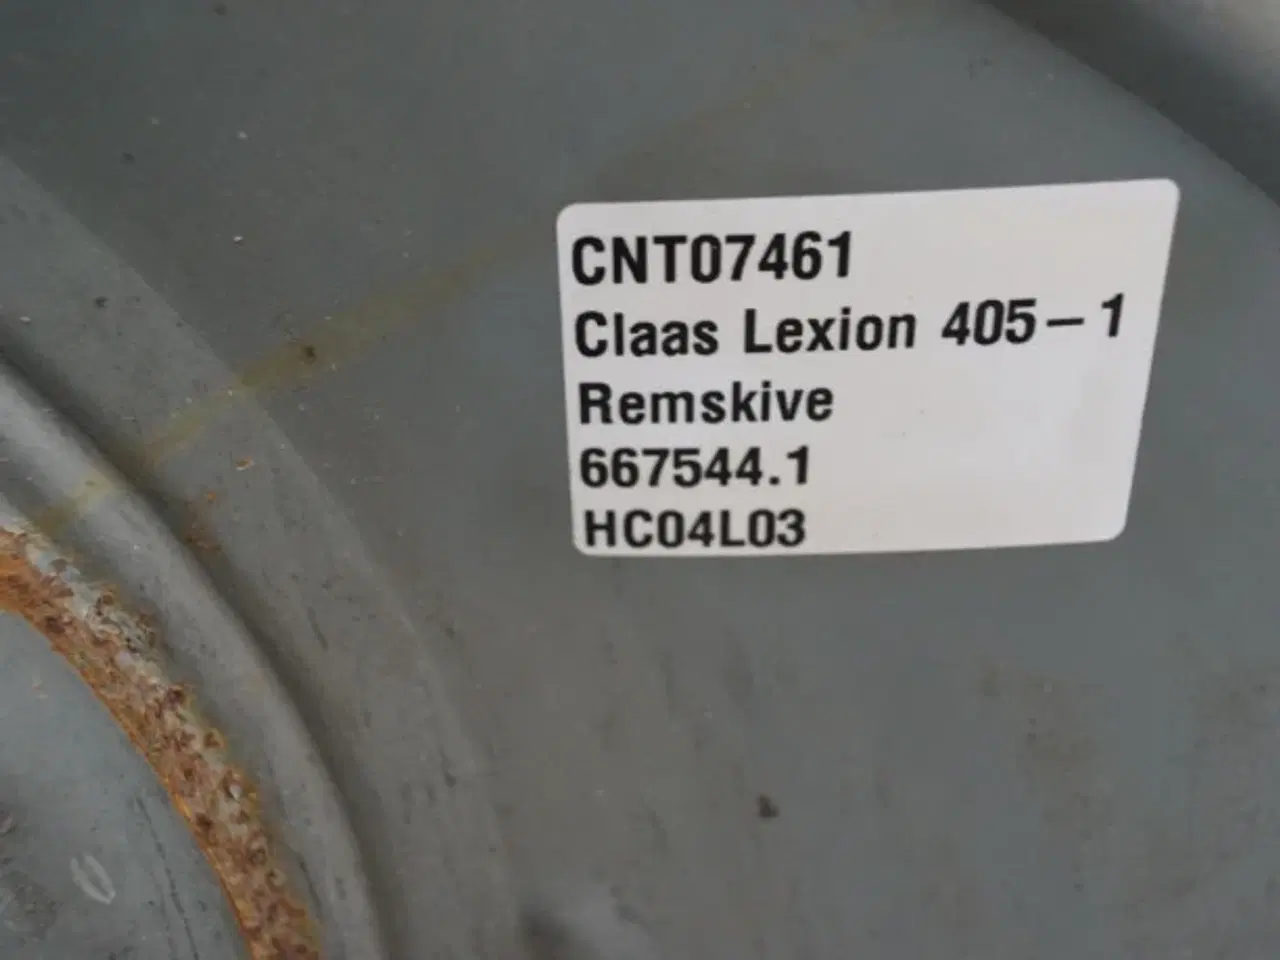 CNT07461
Claas Lexion 405-1
Remskive
667544.1
HC04L03